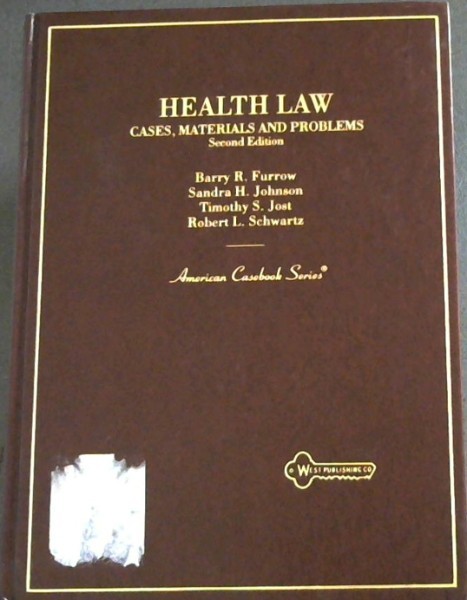 HEALTH LAW
CASES, MATERIALS AND PROBLEMS
Second Edition
Barry R. Furrow
Sandra H. Johnson
Timothy S. Jost
Robert L. Schwartz
American Casebook Series®
WEST PUBLISHING CO